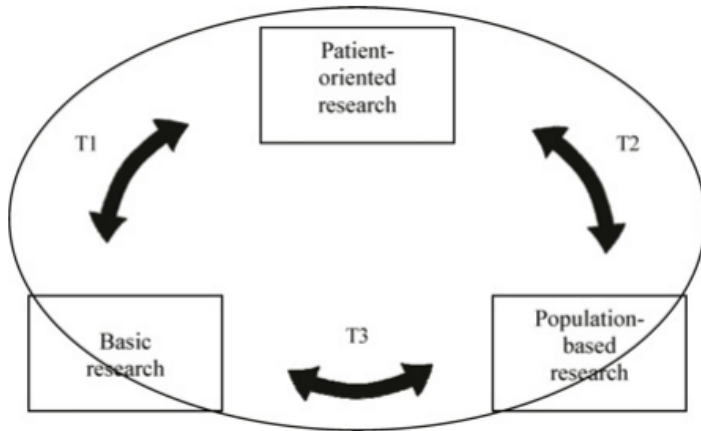 Patient-
oriented
research
T1
T2
Basic
research
T3
Population-
based
research